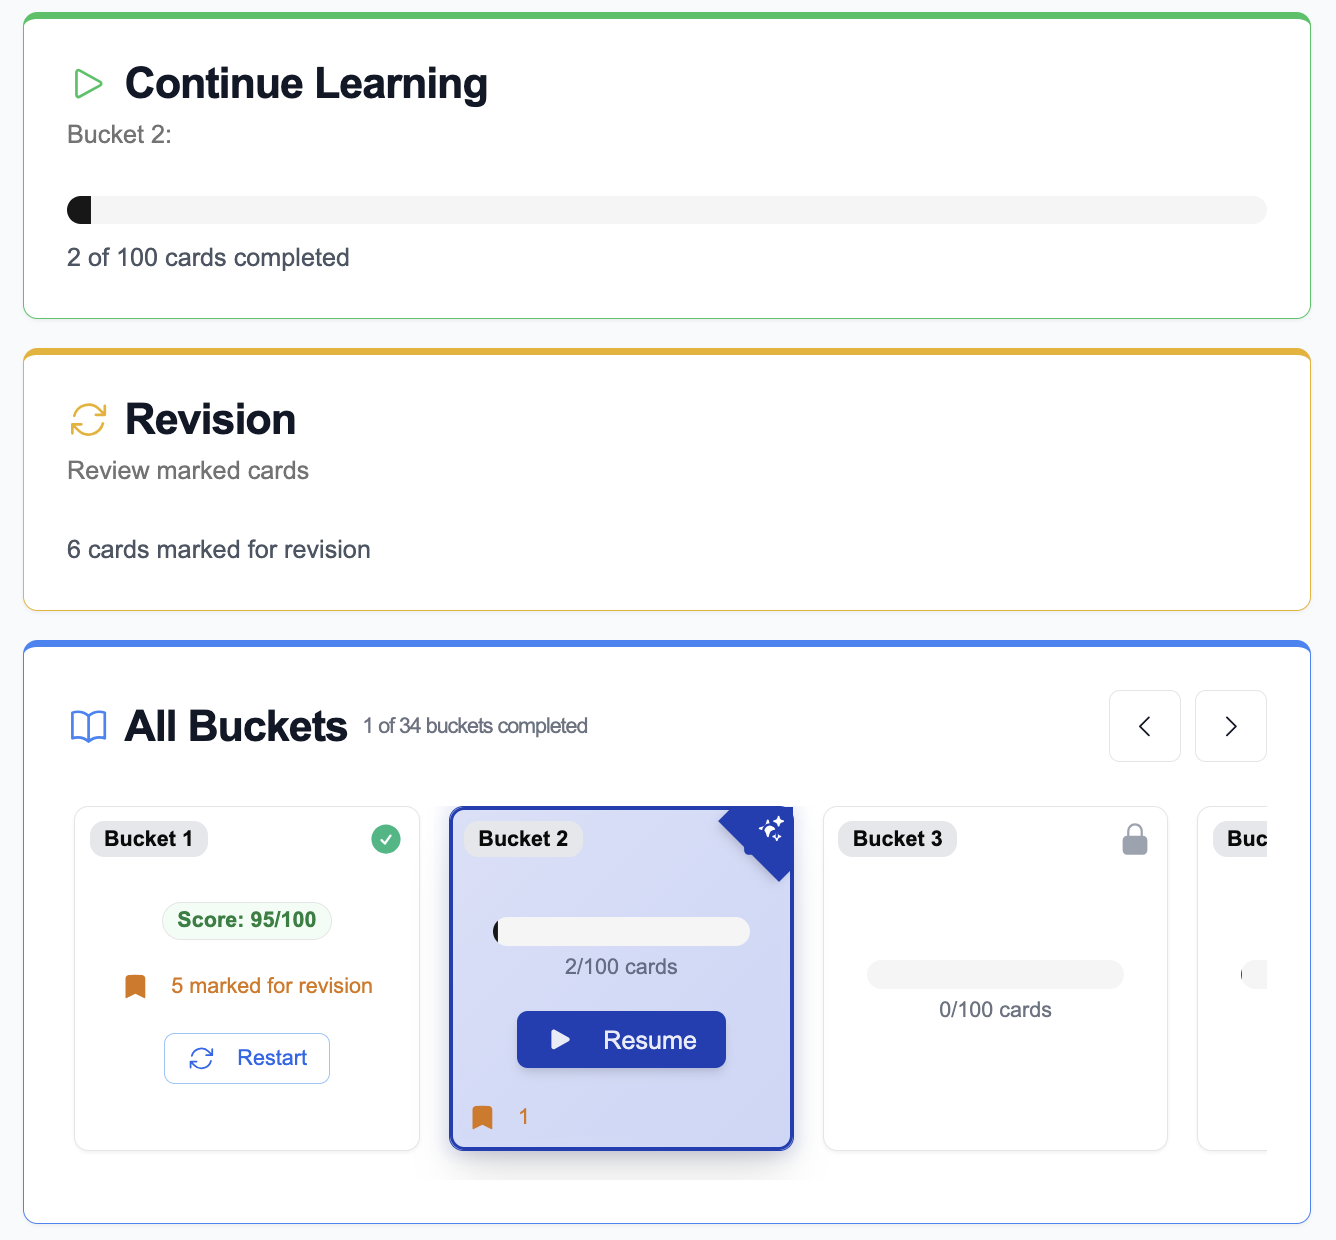 Continue Learning
Bucket 2:
2 of 100 cards completed
Revision
Review marked cards
6 cards marked for revision
All Buckets 1 of 34 buckets completed
Bucket 1
Score: 95/100
5 marked for revision
Restart
Bucket 2
2/100 cards
Resume
1
Bucket 3
0/100 cards
Buc